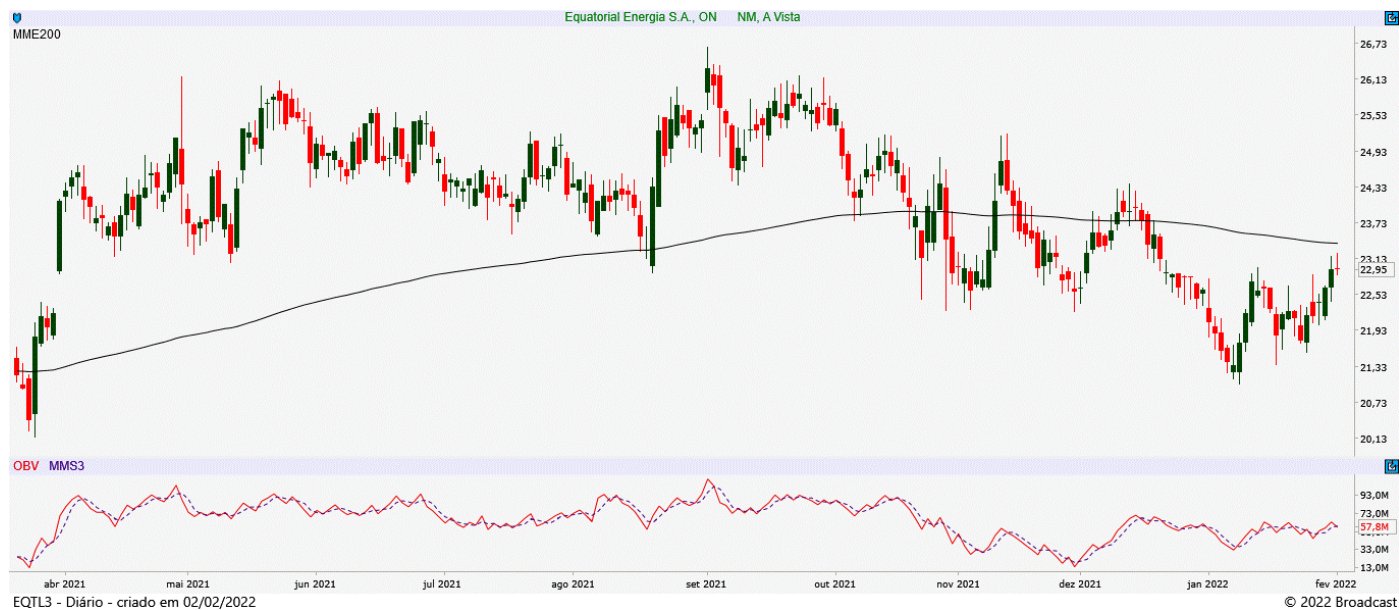 Equatorial Energia S.A., ON NM, A Vista
MME200
26,73
26,13
25,53
24,93
24,33
23,73
23,13
22,95
22,53
21,93
21,33
20,73
20,13
OBV MMS3
93,0M
73,0M
57,8M
33,0M
13,0M
abr 2021 mai 2021 jun 2021 jul 2021 ago 2021 set 2021 out 2021 nov 2021 dez 2021 jan 2022 fev 2022
EQTL3 - Diário - criado em 02/02/2022 © 2022 Broadcast